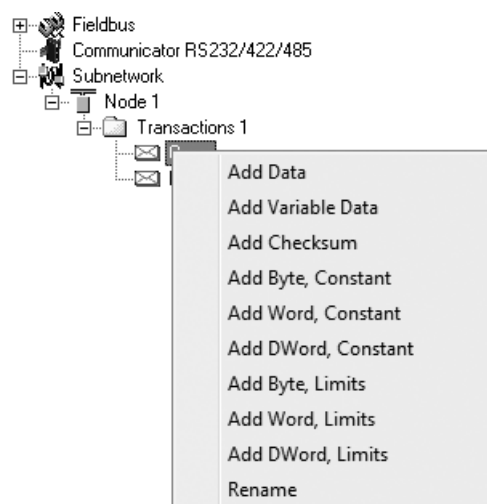 Fieldbus
Communicator RS232/422/485
Subnetwork
Node 1
Transactions 1
Add Data
Add Variable Data
Add Checksum
Add Byte, Constant
Add Word, Constant
Add DWord, Constant
Add Byte, Limits
Add Word, Limits
Add DWord, Limits
Rename